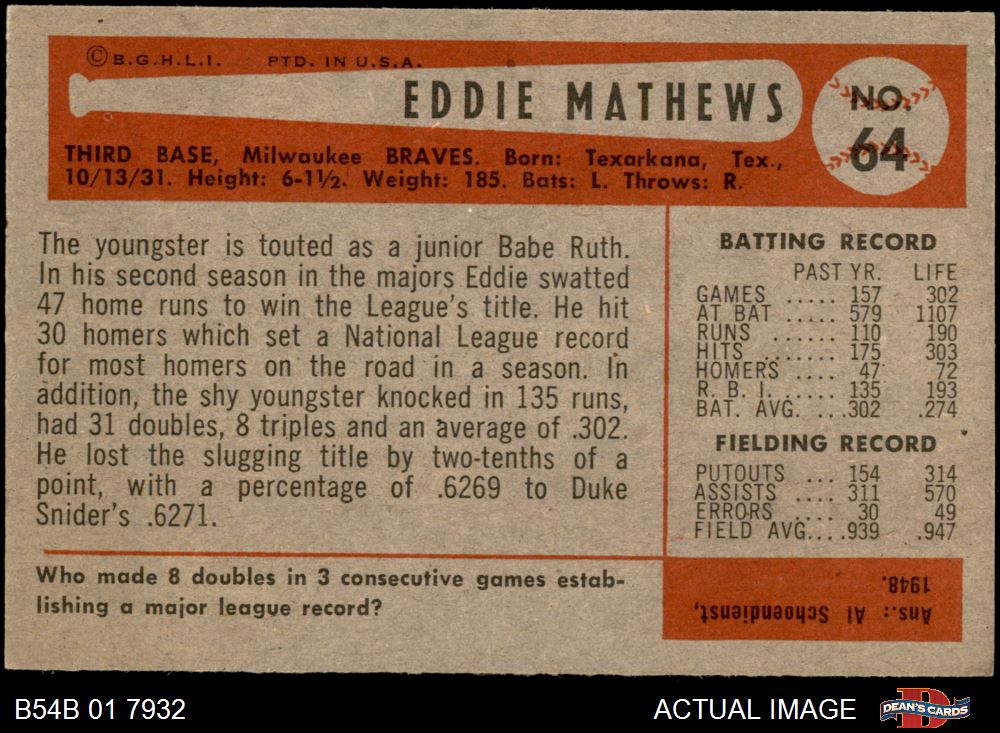 ©B.G.H.L.I. PTD. IN U.S.A.
EDDIE MATHEWS
NO.
64
THIRD BASE, Milwaukee BRAVES. Born: Texarkana, Tex.,
10/13/31. Height: 6-1½. Weight: 185. Bats: L. Throws: R.
The youngster is touted as a junior Babe Ruth.
In his second season in the majors Eddie swatted
47 home runs to win the League's title. He hit
30 homers which set a National League record
for most homers on the road in a season. In
addition, the shy youngster knocked in 135 runs,
had 31 doubles, 8 triples and an average of .302.
He lost the slugging title by two-tenths of a
point, with a percentage of .6269 to Duke
Snider's .6271.
BATTING RECORD
PAST YR. LIFE
GAMES ..... 157 302
AT BAT ..... 579 1107
RUNS ...... 110 190
HITS ....... 175 303
HOMERS .... 47 72
R. B. I. ...... 135 193
BAT. AVG. ...302 .274
FIELDING RECORD
PUTOUTS ... 154 314
ASSISTS .... 311 570
ERRORS .... 30 49
FIELD AVG....939 .947
Who made 8 doubles in 3 consecutive games estab-
lishing a major league record?
Ans.: Al Schoendienst,
1948.
B54B 01 7932
ACTUAL IMAGE
D
DEAN'S CARDS